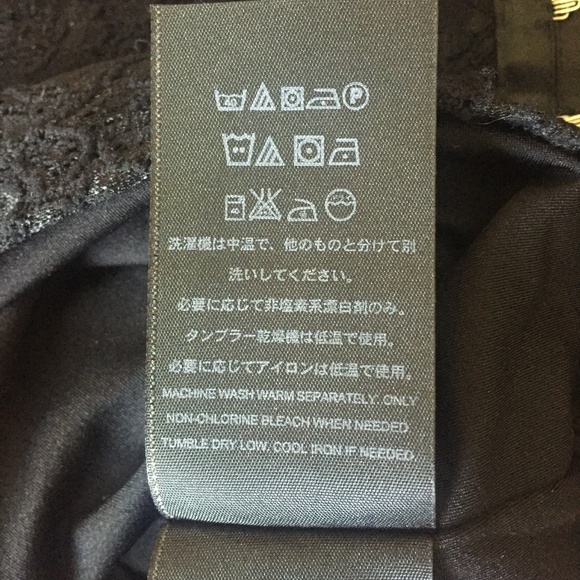 40 P
40
洗濯機は中温で、他のものと分けて別
洗いしてください。
必要に応じて非塩素系漂白剤のみ。
タンブラー乾燥機は低温で使用。
必要に応じてアイロンは低温で使用。
MACHINE WASH WARM SEPARATELY. ONLY
NON-CHLORINE BLEACH WHEN NEEDED.
TUMBLE DRY LOW. COOL IRON IF NEEDED.